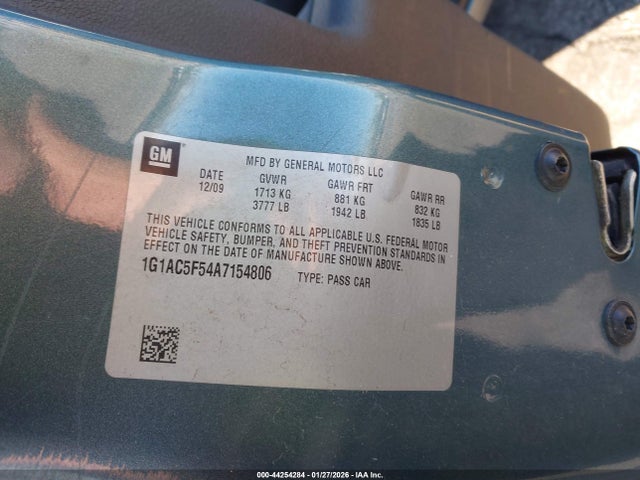 GM
MFD BY GENERAL MOTORS LLC
DATE GVWR GAWR FRT GAWR RR
12/09 1713 KG 881 KG 832 KG
3777 LB 1942 LB 1835 LB
THIS VEHICLE CONFORMS TO ALL APPLICABLE U.S. FEDERAL MOTOR
VEHICLE SAFETY, BUMPER, AND THEFT PREVENTION STANDARDS IN
EFFECT ON THE DATE OF MANUFACTURE SHOWN ABOVE.
1G1AC5F54A7154806 TYPE: PASS CAR
000-44254284 - 01/27/2026 - IAA Inc.